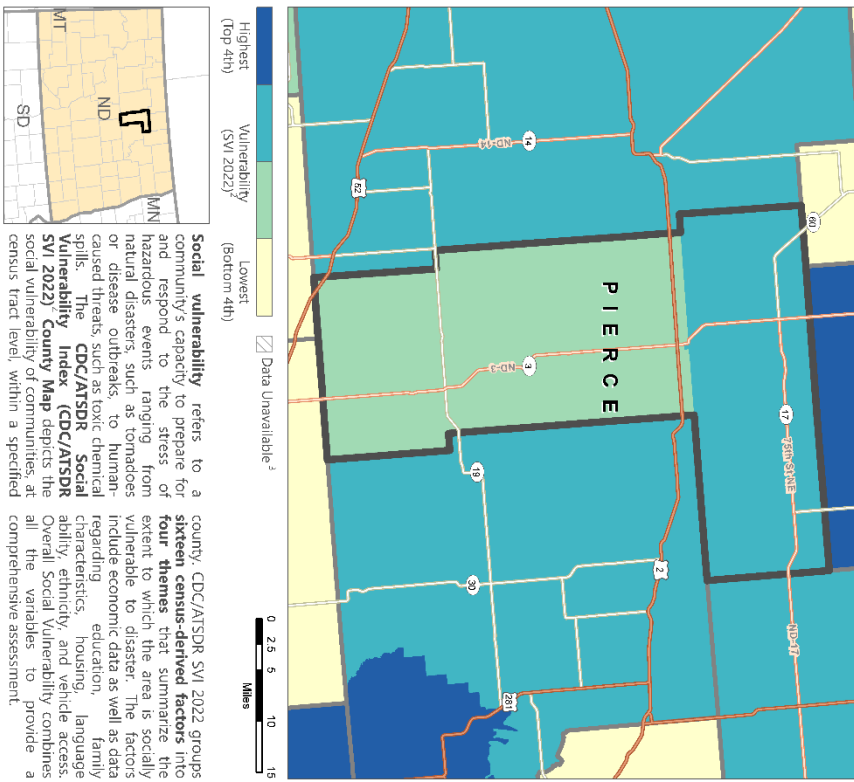 PIERCE
60
17
75th St NE
ND-17
ND-14
14
52
3
ND-3
2
19
30
281
Highest
(Top 4th)
Vulnerability
(SVI 2022)²
Lowest
(Bottom 4th)
Data Unavailable ³
0 2.5 5 10 15
Miles
MT
ND
SD
MN
Social vulnerability refers to a
community's capacity to prepare for
and respond to the stress of
hazardous events ranging from
natural disasters, such as tornadoes
or disease outbreaks, to human-
caused threats, such as toxic chemical
spills. The CDC/ATSDR Social
Vulnerability Index (CDC/ATSDR
SVI 2022)⁴ County Map depicts the
social vulnerability of communities, at
census tract level, within a specified
county. CDC/ATSDR SVI 2022 groups
sixteen census-derived factors into
four themes that summarize the
extent to which the area is socially
vulnerable to disaster. The factors
include economic data as well as data
regarding education, family
characteristics, housing, language
ability, ethnicity, and vehicle access.
Overall Social Vulnerability combines
all the variables to provide a
comprehensive assessment.